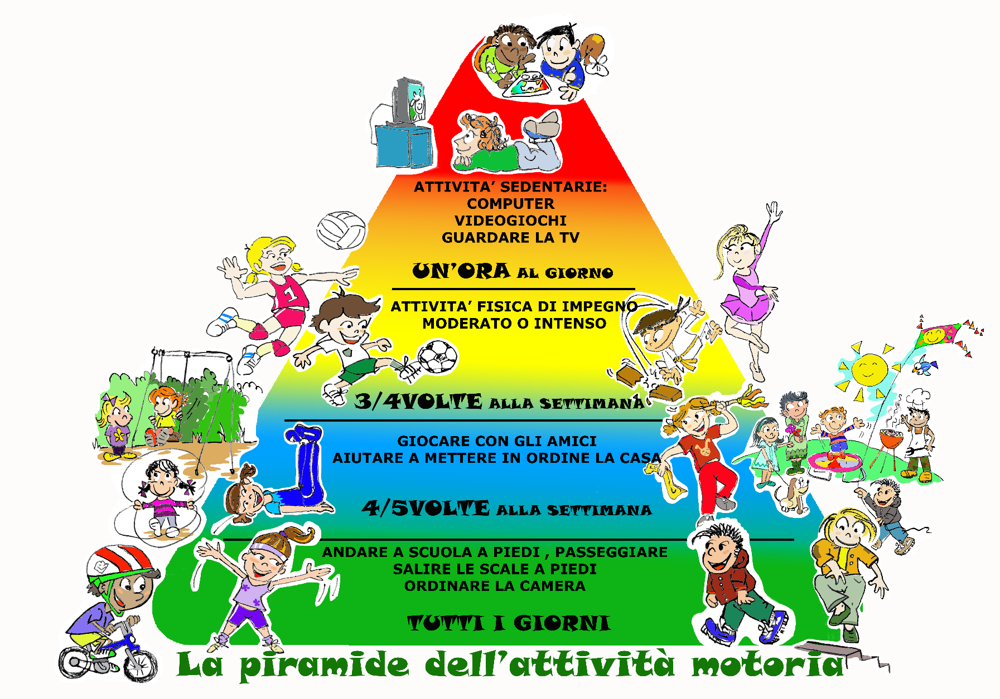 ATTIVITA’ SEDENTARIE:
COMPUTER
VIDEOGIOCHI
GUARDARE LA TV
UN’ORA AL GIORNO
ATTIVITA’ FISICA DI IMPEGNO
MODERATO O INTENSO
3/4VOLTE ALLA SETTIMANA
GIOCARE CON GLI AMICI
AIUTARE A METTERE IN ORDINE LA CASA
4/5VOLTE ALLA SETTIMANA
ANDARE A SCUOLA A PIEDI , PASSEGGIARE
SALIRE LE SCALE A PIEDI
ORDINARE LA CAMERA
TUTTI I GIORNI
La piramide dell’attività motoria
1